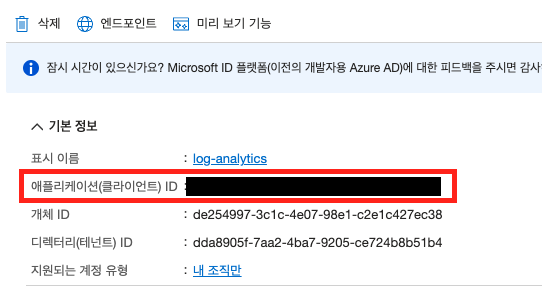 삭제 엔드포인트 미리 보기 기능
잠시 시간이 있으신가요? Microsoft ID 플랫폼(이전의 개발자용 Azure AD)에 대한 피드백을 주시면 감사
기본 정보
표시 이름 : log-analytics
애플리케이션(클라이언트) ID :
개체 ID : de254997-3c1c-4e07-98e1-c2e1c427ec38
디렉터리(테넌트) ID : dda8905f-7aa2-4ba7-9205-ce724b8b51b4
지원되는 계정 유형 : 내 조직만